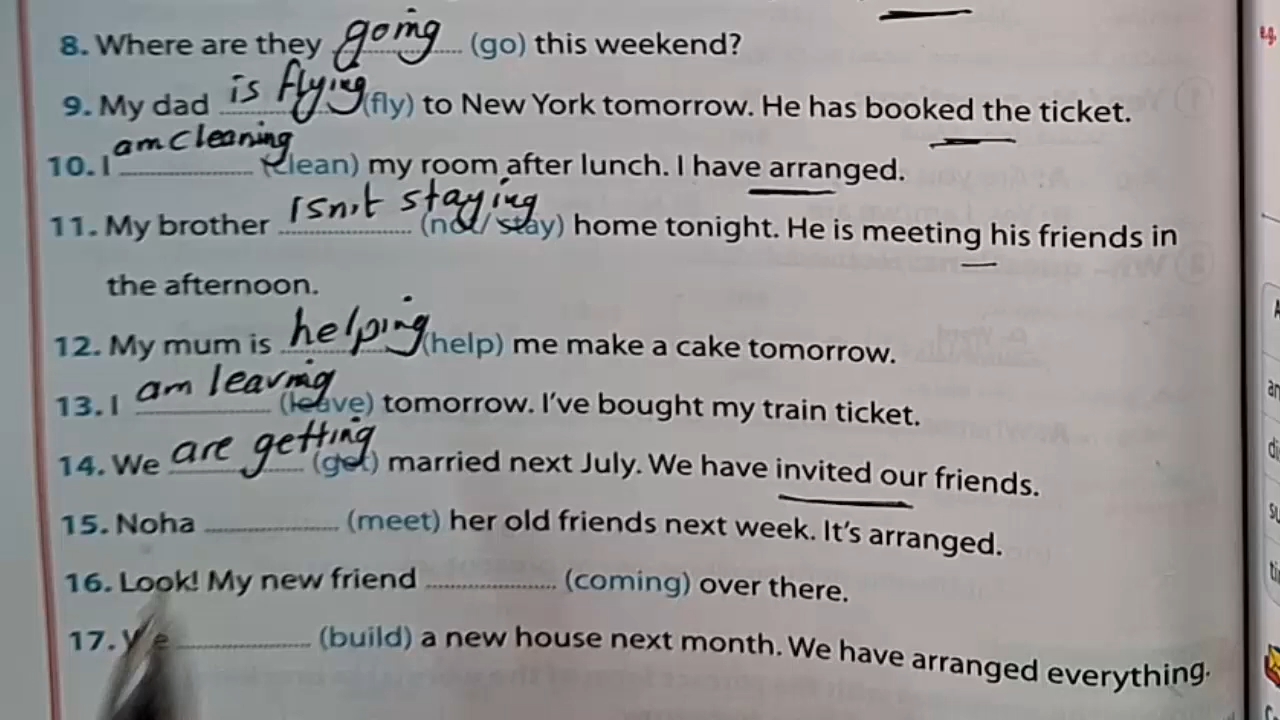 8. Where are they going (go) this weekend?
9. My dad is flying (fly) to New York tomorrow. He has booked the ticket.
10. I am cleaning (clean) my room after lunch. I have arranged.
11. My brother isn't staying (not/ stay) home tonight. He is meeting his friends in
the afternoon.
12. My mum is helping (help) me make a cake tomorrow.
13. I am leaving (leave) tomorrow. I've bought my train ticket.
14. We are getting (get) married next July. We have invited our friends.
15. Noha ............ (meet) her old friends next week. It's arranged.
16. Look! My new friend ............ (coming) over there.
17. We ............ (build) a new house next month. We have arranged everything.
e.g.